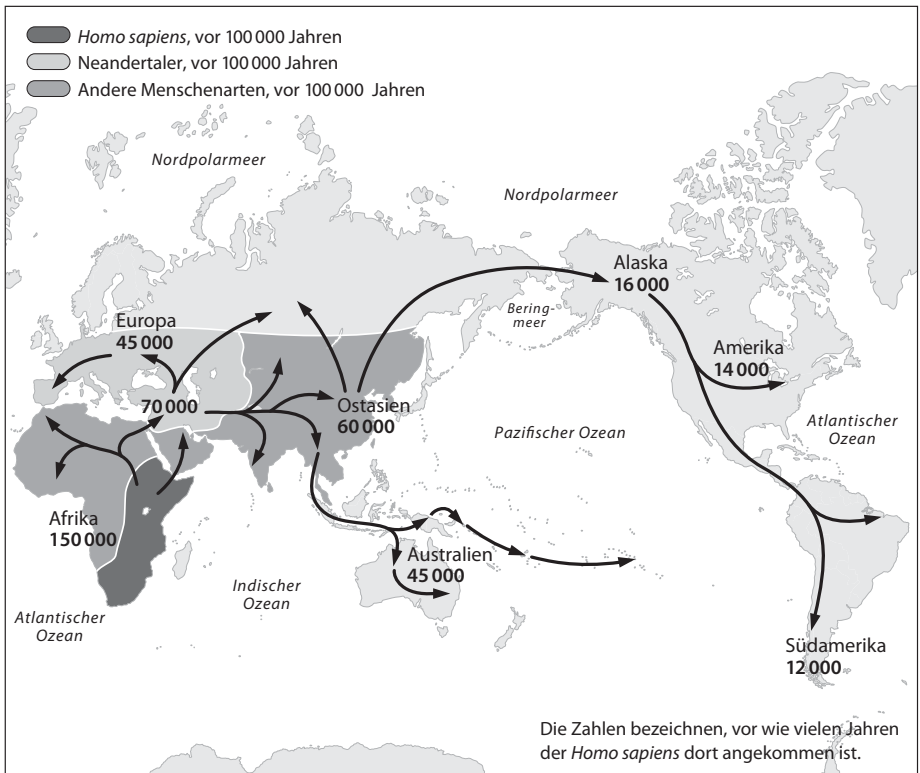 Homo sapiens, vor 100 000 Jahren
Neandertaler, vor 100 000 Jahren
Andere Menschenarten, vor 100 000 Jahren
Nordpolarmeer
Nordpolarmeer
Alaska
16 000
Bering-
meer
Europa
45 000
Amerika
14 000
70 000
Ostasien
60 000
Pazifischer Ozean
Atlantischer
Ozean
Afrika
150 000
Australien
45 000
Indischer
Ozean
Atlantischer
Ozean
Südamerika
12 000
Die Zahlen bezeichnen, vor wie vielen Jahren
der Homo sapiens dort angekommen ist.